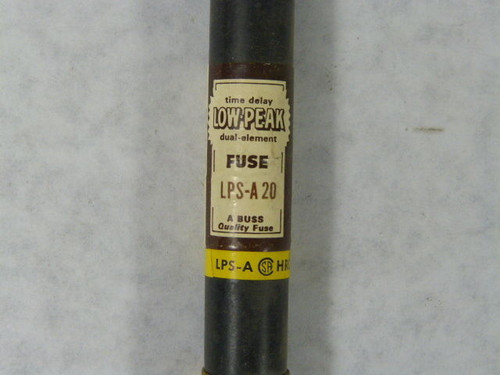 time delay
LOW-PEAK
dual-element
FUSE
LPS-A 20
A BUSS
Quality Fuse
LPS-A